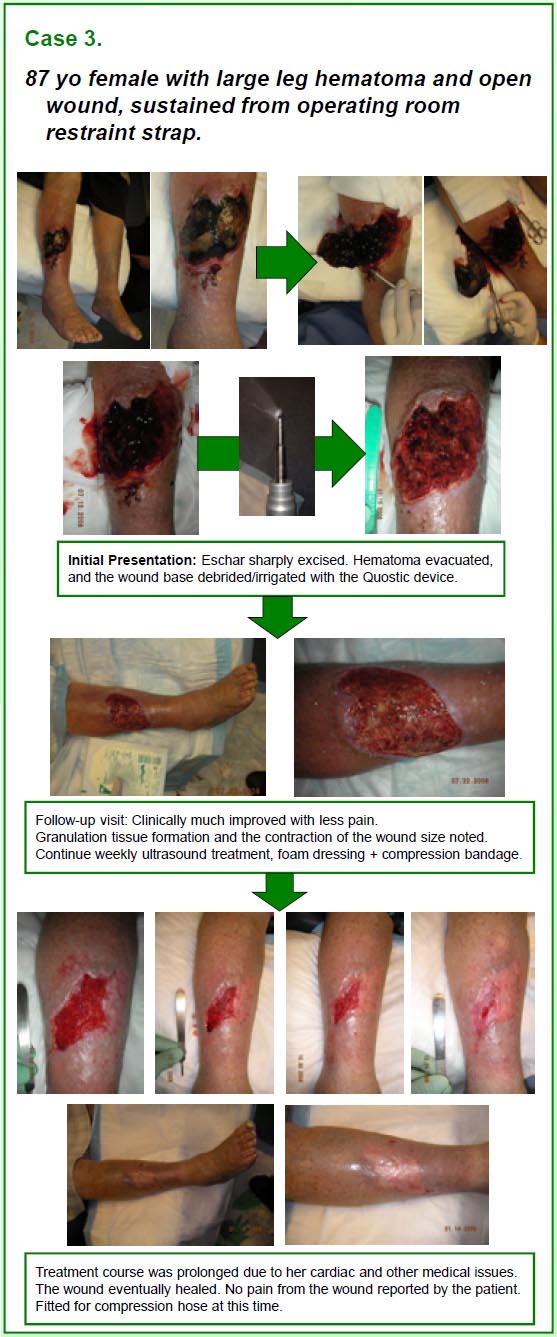 Case 3.
87 yo female with large leg hematoma and open
wound, sustained from operating room
restraint strap.
Initial Presentation: Eschar sharply excised. Hematoma evacuated,
and the wound base debrided/irrigated with the Quostic device.
07.22.2008
Follow-up visit: Clinically much improved with less pain.
Granulation tissue formation and the contraction of the wound size noted.
Continue weekly ultrasound treatment, foam dressing + compression bandage.
Treatment course was prolonged due to her cardiac and other medical issues.
The wound eventually healed. No pain from the wound reported by the patient.
Fitted for compression hose at this time.